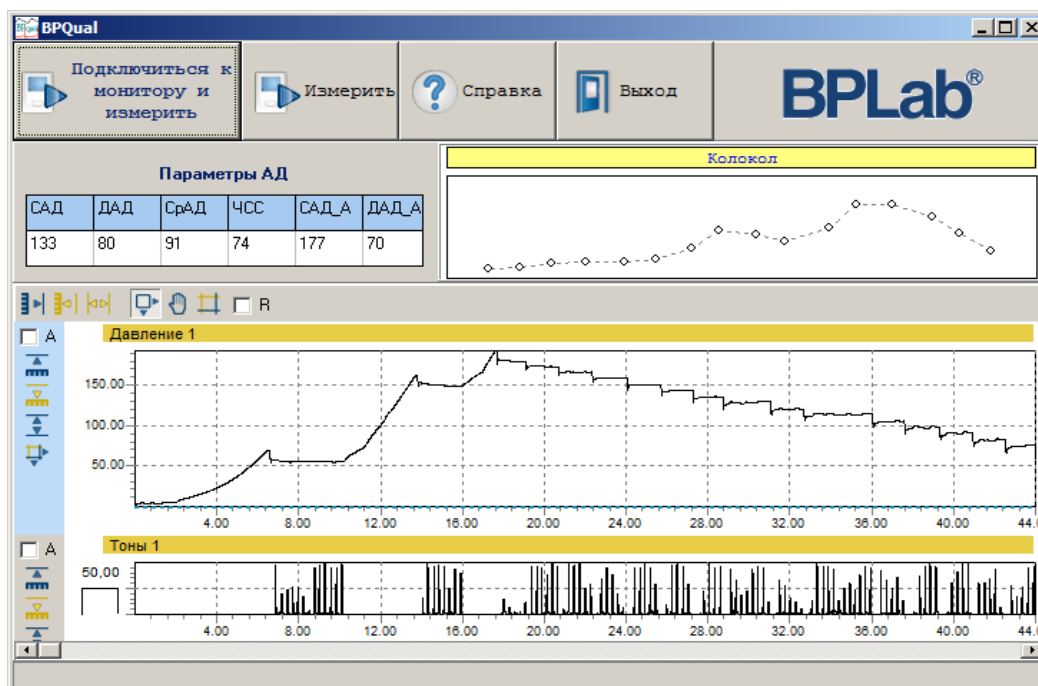 BPQual
Подключиться к
монитору и
измерить
Измерить
Справка
Выход
BPLab®
Параметры АД
САД ДАД СрАД ЧСС САД_А ДАД_А
133 80 91 74 177 70
Колокол
R
A
Давление 1
150.00
100.00
50.00
4.00 8.00 12.00 16.00 20.00 24.00 28.00 32.00 36.00 40.00 44.
A
Тоны 1
50,00
4.00 8.00 12.00 16.00 20.00 24.00 28.00 32.00 36.00 40.00 44.